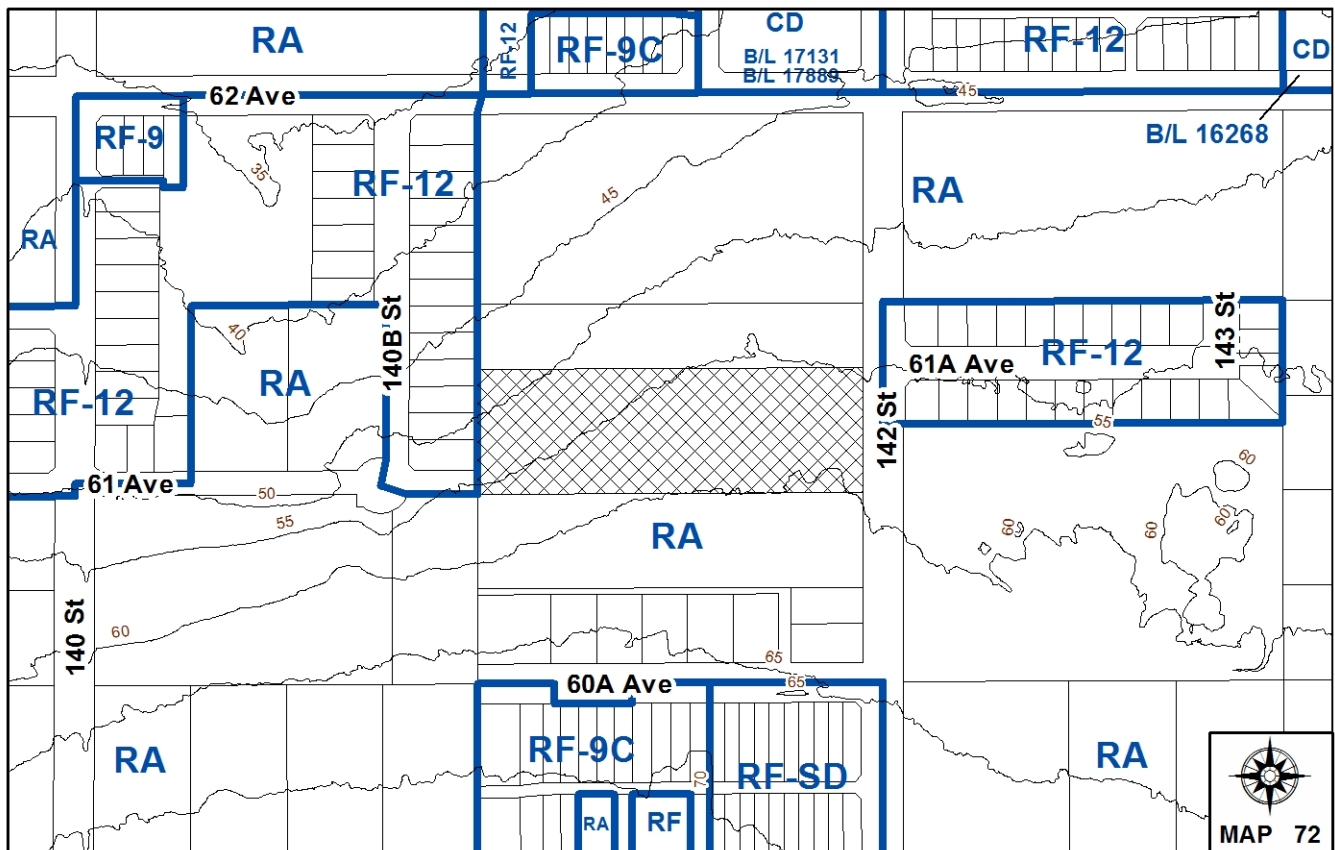 RA
RF-12
RF-9C
CD
B/L 17131
B/L 17889
RF-12
CD
62 Ave
45
B/L 16268
RF-9
35
RF-12
45
RA
RA
40
140B St
RA
RF-12
61A Ave
RF-12
143 St
142 St
55
61 Ave
50
55
RA
60
60
60
60
140 St
60
65
60A Ave
65
RA
RF-9C
70
RF-SD
RA
RA
RF
MAP 72